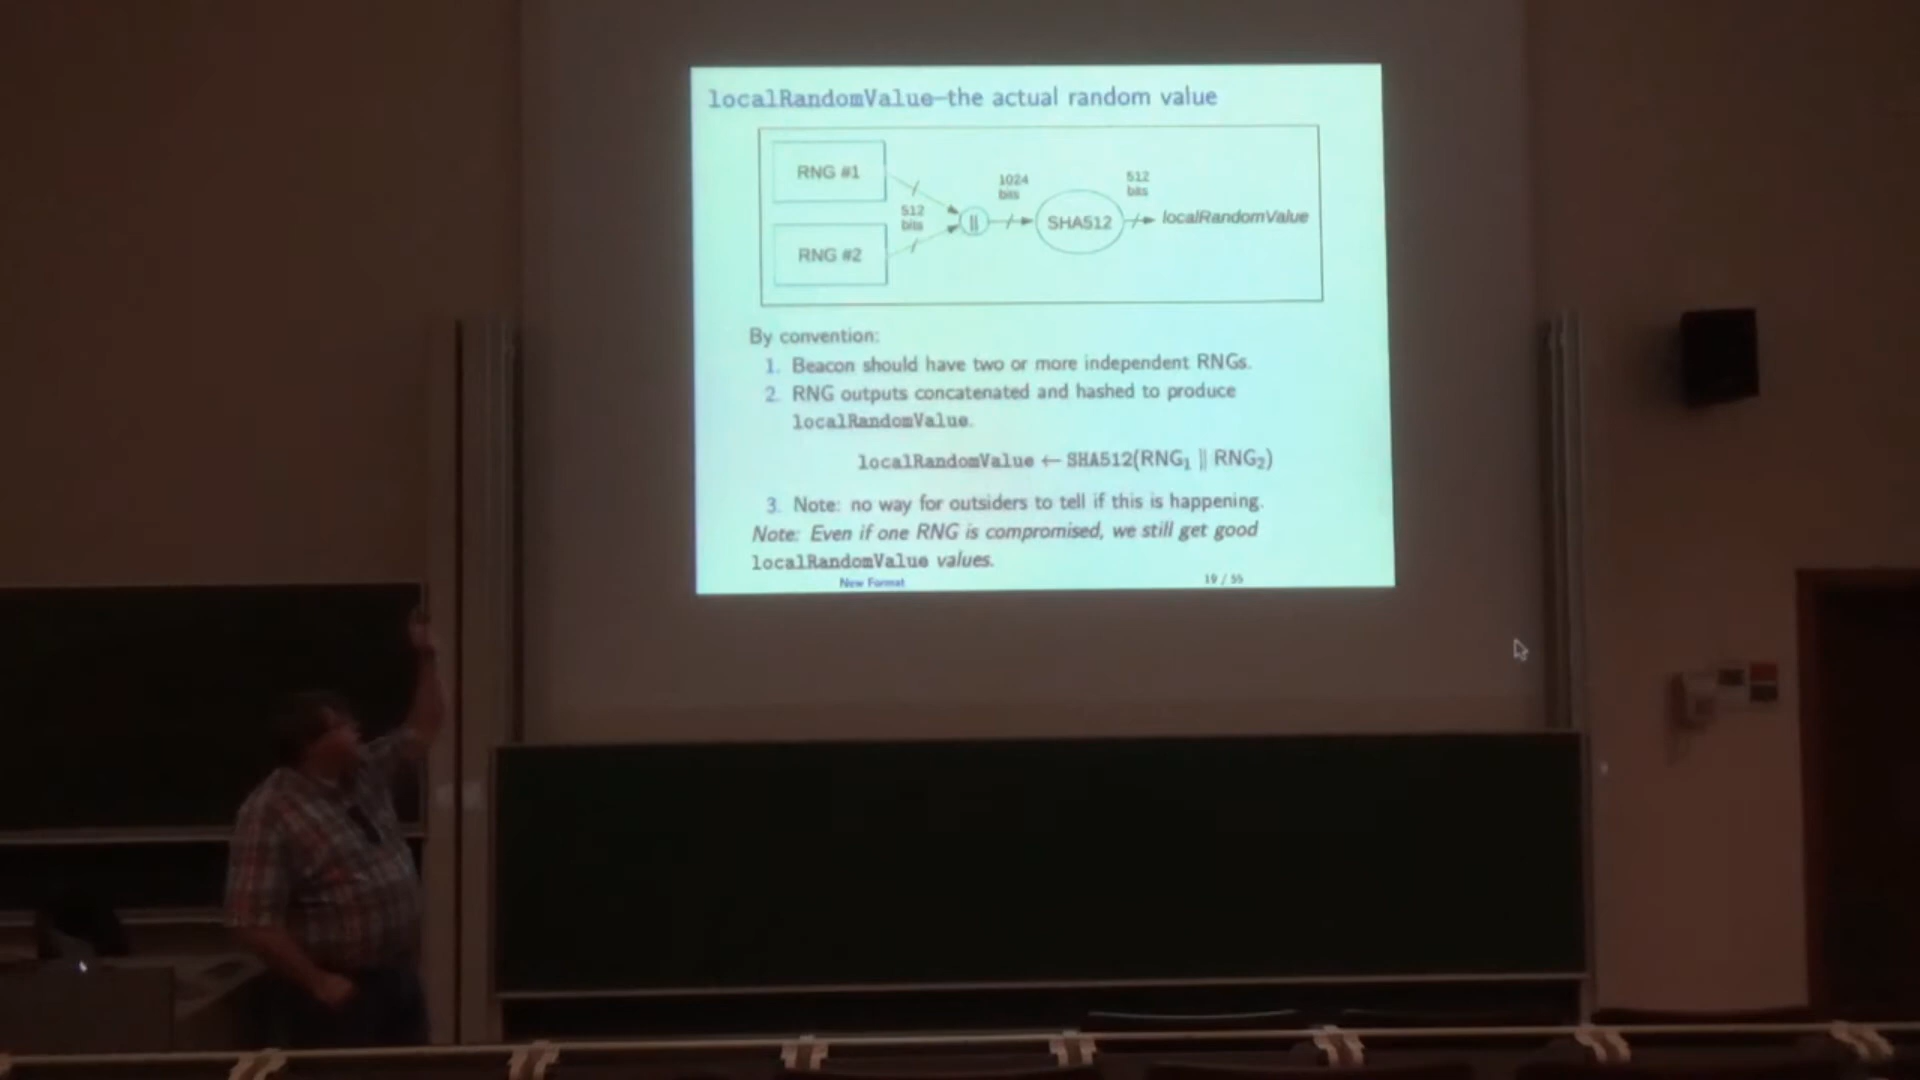 localRandomValue–the actual random value
RNG #1
RNG #2
512
bits
||
1024
bits
SHA512
512
bits
localRandomValue
By convention:
1. Beacon should have two or more independent RNGs.
2. RNG outputs concatenated and hashed to produce
localRandomValue.
localRandomValue ← SHA512(RNG₁ || RNG₂)
3. Note: no way for outsiders to tell if this is happening.
Note: Even if one RNG is compromised, we still get good
localRandomValue values.
New Format
19 / 55